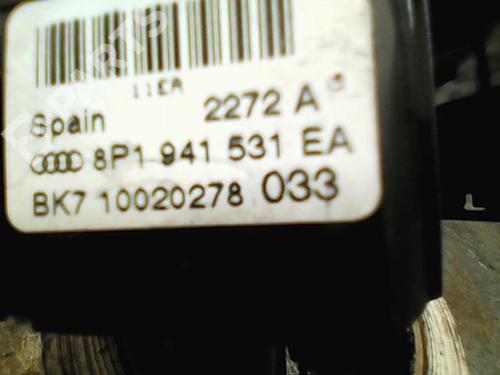 11EA
Spain 2272 A
8P1 941 531 EA
BK7 10020278 033